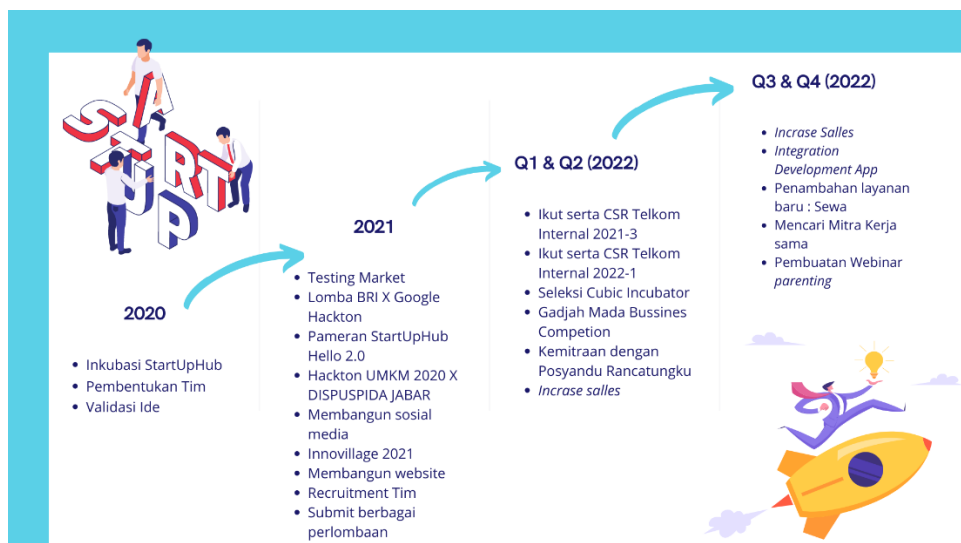 START
UP
2020
Inkubasi StartUpHub
Pembentukan Tim
Validasi Ide
2021
Testing Market
Lomba BRI X Google
Hackton
Pameran StartUpHub
Hello 2.0
Hackton UMKM 2020 X
DISPUSPIDA JABAR
Membangun sosial
media
Innovillage 2021
Membangun website
Recruitment Tim
Submit berbagai
perlombaan
Q1 & Q2 (2022)
Ikut serta CSR Telkom
Internal 2021-3
Ikut serta CSR Telkom
Internal 2022-1
Seleksi Cubic Incubator
Gadjah Mada Bussines
Competion
Kemitraan dengan
Posyandu Rancatungku
Incrase salles
Q3 & Q4 (2022)
Incrase Salles
Integration
Development App
Penambahan layanan
baru : Sewa
Mencari Mitra Kerja
sama
Pembuatan Webinar
parenting